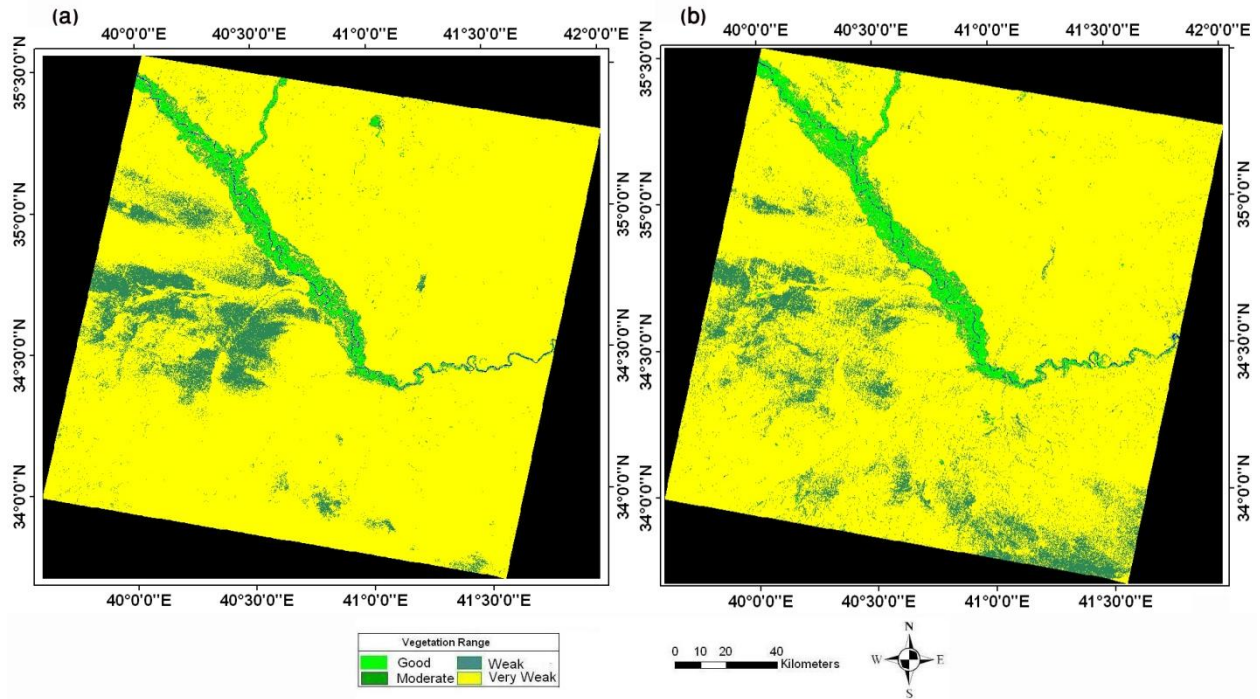 (a)
(b)
40°0'0"E 40°30'0"E 41°0'0"E 41°30'0"E 42°0'0"E
40°0'0"E 40°30'0"E 41°0'0"E 41°30'0"E 42°0'0"E
35°30'0"N
35°0'0"N
34°30'0"N
34°0'0"N
35°30'0"N
35°0'0"N
34°30'0"N
34°0'0"N
35°30'0"N
35°0'0"N
34°30'0"N
34°0'0"N
35°0'0"N
34°30'0"N
34°0'0"N
40°0'0"E 40°30'0"E 41°0'0"E 41°30'0"E
40°0'0"E 40°30'0"E 41°0'0"E 41°30'0"E
Vegetation Range
Good Weak
Moderate Very Weak
0 10 20 40
Kilometers
N
W E
S